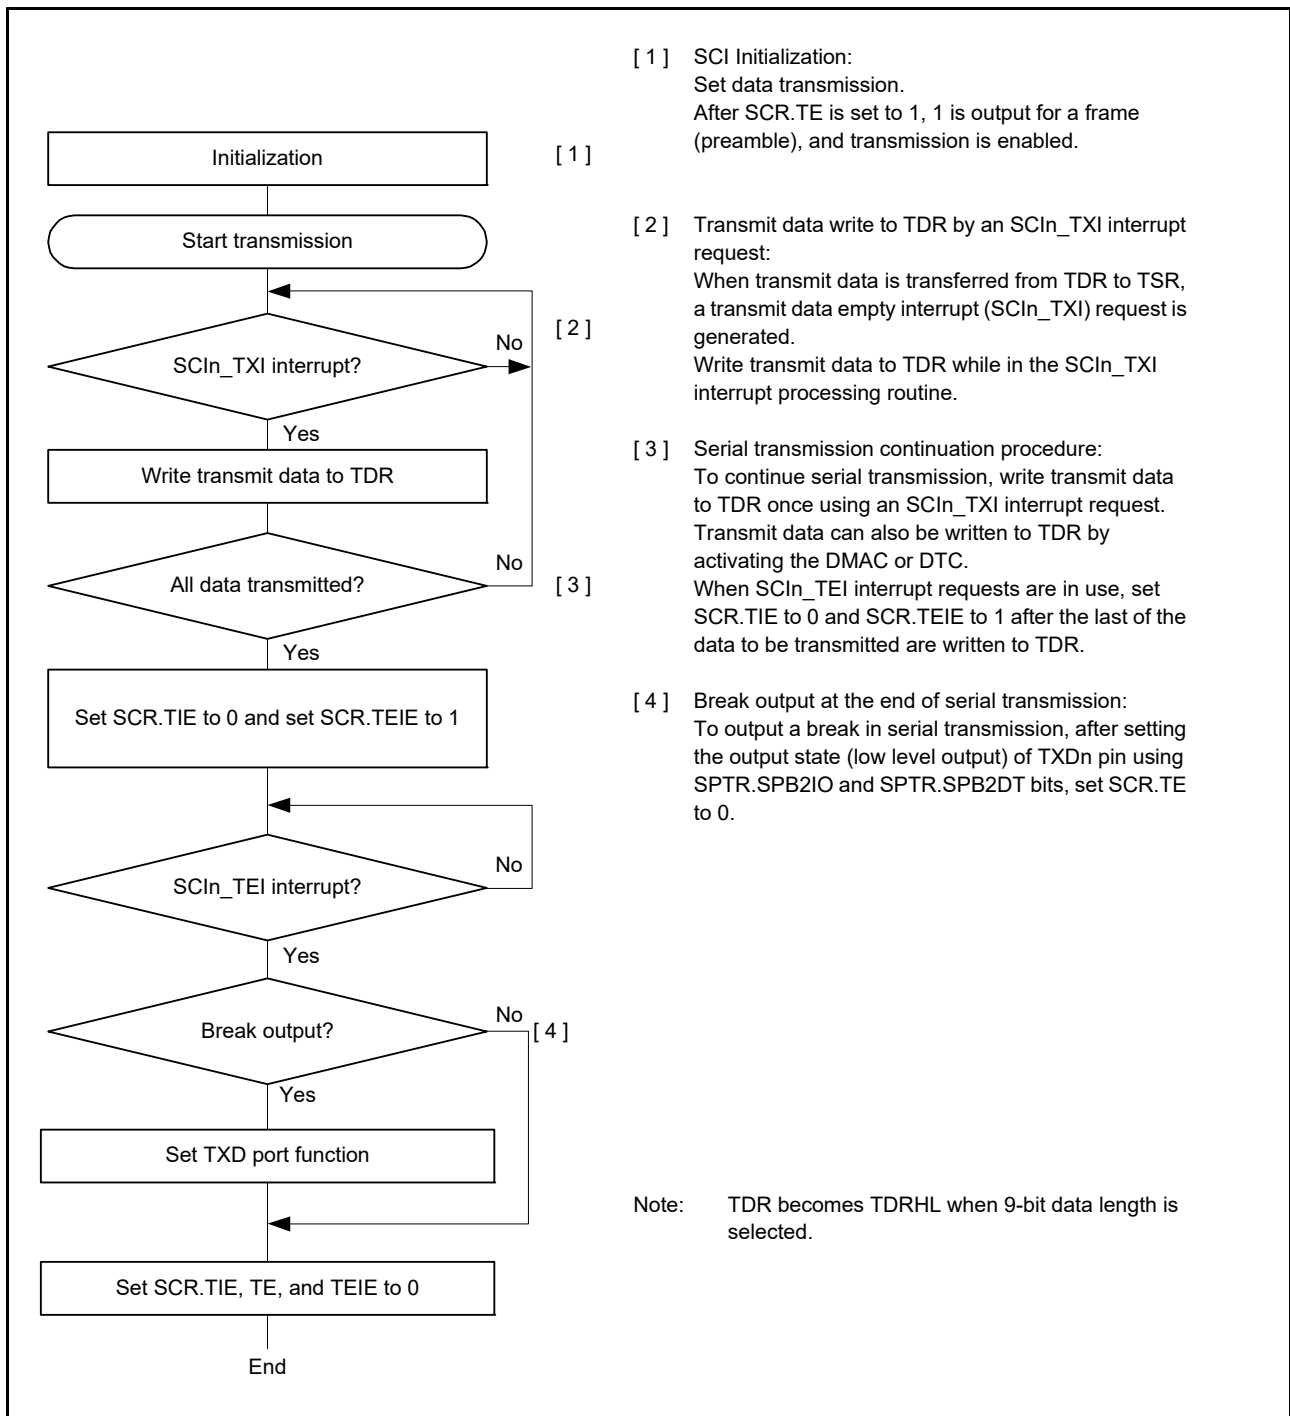 Initialization
[ 1 ]
Start transmission
[ 2 ]
SCIn_TXI interrupt?
No
Yes
Write transmit data to TDR
All data transmitted?
No
[ 3 ]
Yes
Set SCR.TIE to 0 and set SCR.TEIE to 1
SCIn_TEI interrupt?
No
Yes
Break output?
No
[ 4 ]
Yes
Set TXD port function
Set SCR.TIE, TE, and TEIE to 0
End
[ 1 ] SCI Initialization:
Set data transmission.
After SCR.TE is set to 1, 1 is output for a frame
(preamble), and transmission is enabled.
[ 2 ] Transmit data write to TDR by an SCIn_TXI interrupt
request:
When transmit data is transferred from TDR to TSR,
a transmit data empty interrupt (SCIn_TXI) request is
generated.
Write transmit data to TDR while in the SCIn_TXI
interrupt processing routine.
[ 3 ] Serial transmission continuation procedure:
To continue serial transmission, write transmit data
to TDR once using an SCIn_TXI interrupt request.
Transmit data can also be written to TDR by
activating the DMAC or DTC.
When SCIn_TEI interrupt requests are in use, set
SCR.TIE to 0 and SCR.TEIE to 1 after the last of the
data to be transmitted are written to TDR.
[ 4 ] Break output at the end of serial transmission:
To output a break in serial transmission, after setting
the output state (low level output) of TXDn pin using
SPTR.SPB2IO and SPTR.SPB2DT bits, set SCR.TE
to 0.
Note: TDR becomes TDRHL when 9-bit data length is
selected.